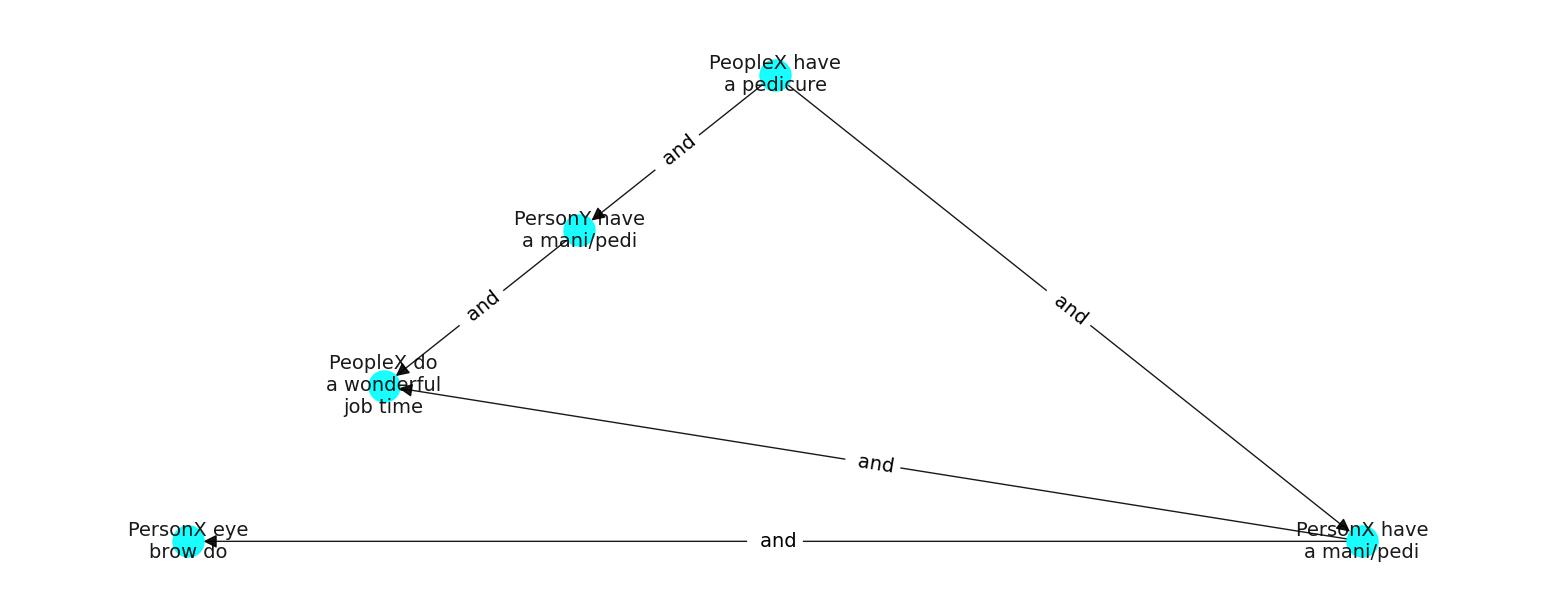 PeopleX have
a pedicure
and
PersonY have
a mani/pedi
and
and
PeopleX do
a wonderful
job time
and
PersonX eye
brow do
and
PersonX have
a mani/pedi